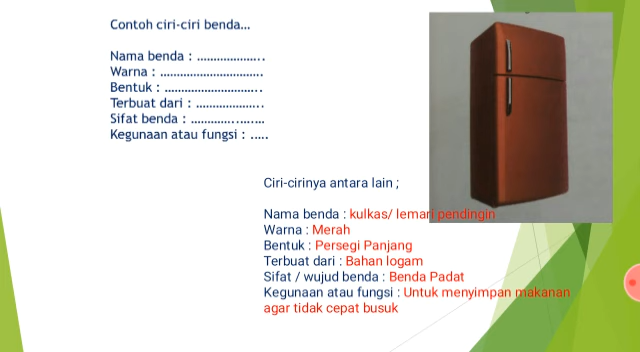 Contoh ciri-ciri benda...
Nama benda : .....................
Warna : ...............................
Bentuk : .............................
Terbuat dari : .....................
Sifat benda : ......................
Kegunaan atau fungsi : .....
Ciri-cirinya antara lain ;
Nama benda : kulkas/ lemari pendingin
Warna : Merah
Bentuk : Persegi Panjang
Terbuat dari : Bahan logam
Sifat / wujud benda : Benda Padat
Kegunaan atau fungsi : Untuk menyimpan makanan
agar tidak cepat busuk